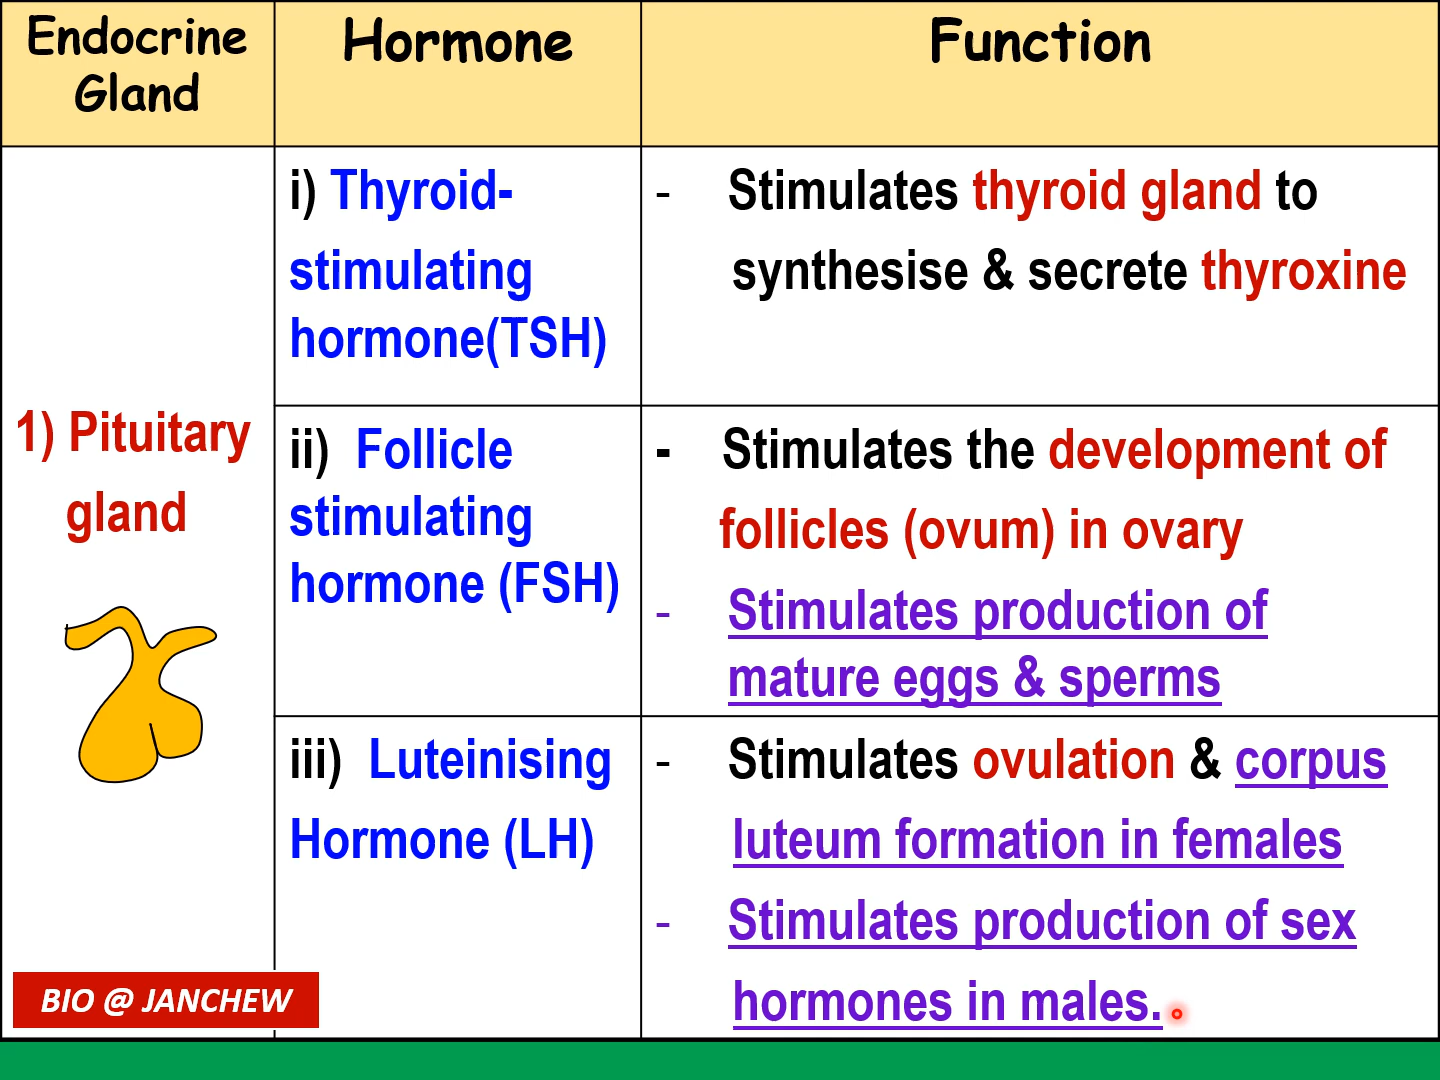 Endocrine
Gland
Hormone
Function
1) Pituitary
gland
i) Thyroid-
stimulating
hormone(TSH)
- Stimulates thyroid gland to
synthesise & secrete thyroxine
ii) Follicle
stimulating
hormone (FSH)
- Stimulates the development of
follicles (ovum) in ovary
- Stimulates production of
mature eggs & sperms
iii) Luteinising
Hormone (LH)
- Stimulates ovulation & corpus
luteum formation in females
- Stimulates production of sex
hormones in males.
BIO @ JANCHEW